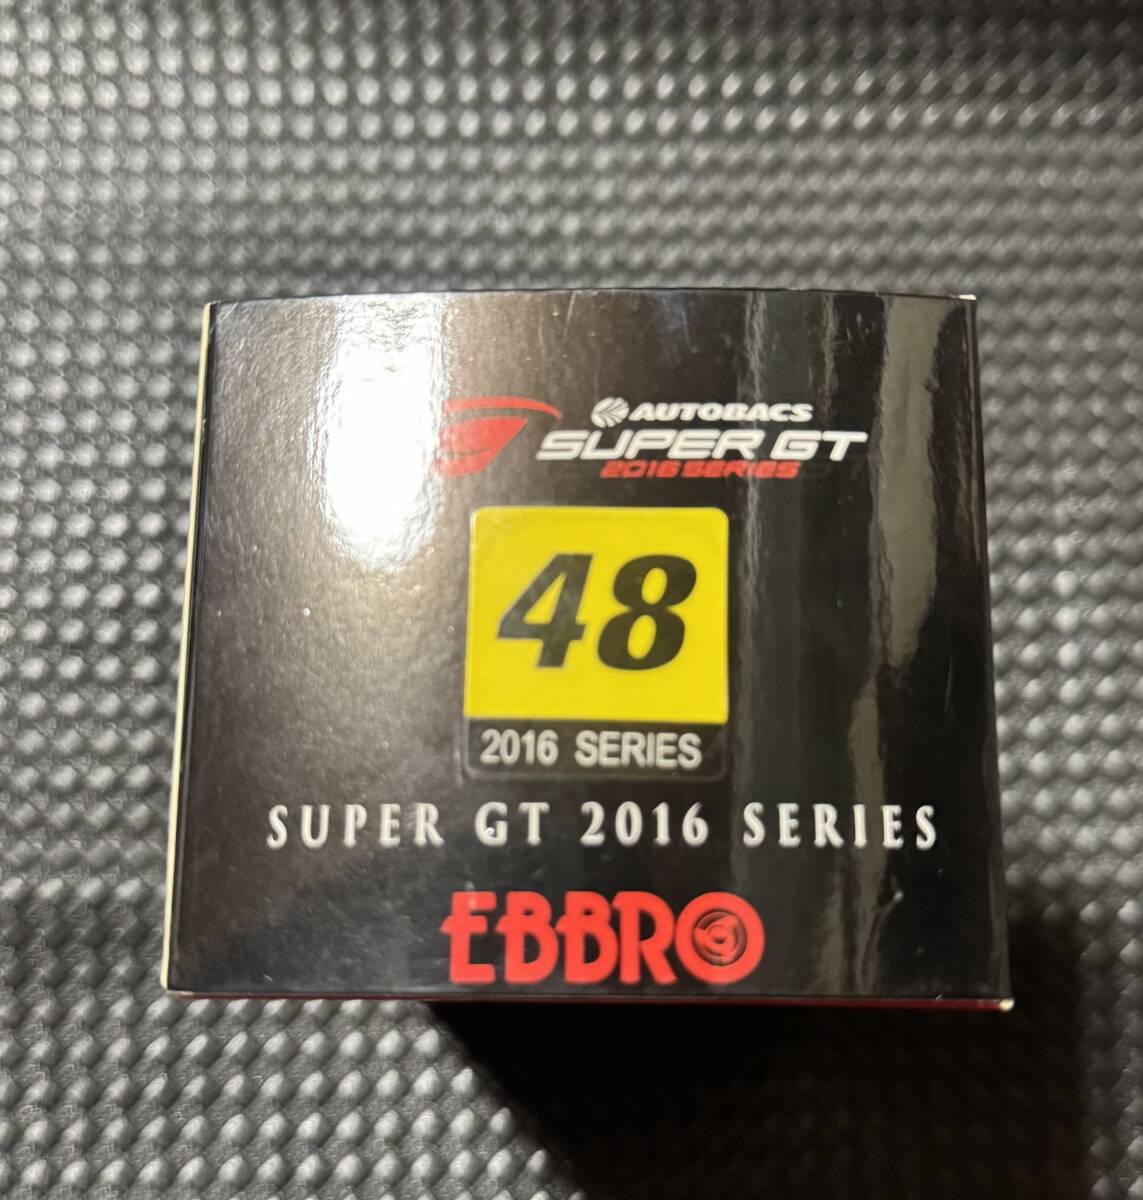 AUTOBACS
SUPER GT
2016 SERIES
48
2016 SERIES
SUPER GT 2016 SERIES
EBBRO